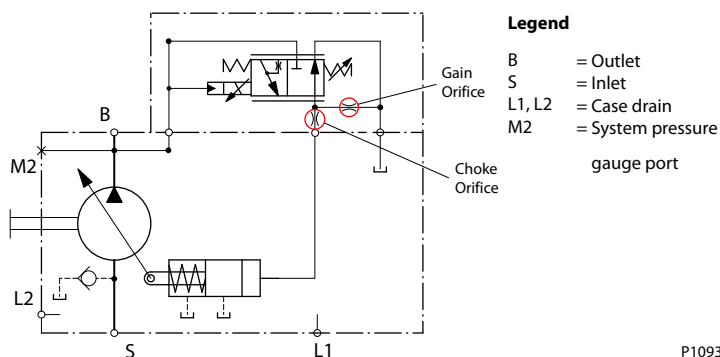 Legend
B = Outlet
S = Inlet
L1, L2 = Case drain
M2 = System pressure
gauge port
Gain
Orifice
B
M2
Choke
Orifice
L2
S
L1
P1093